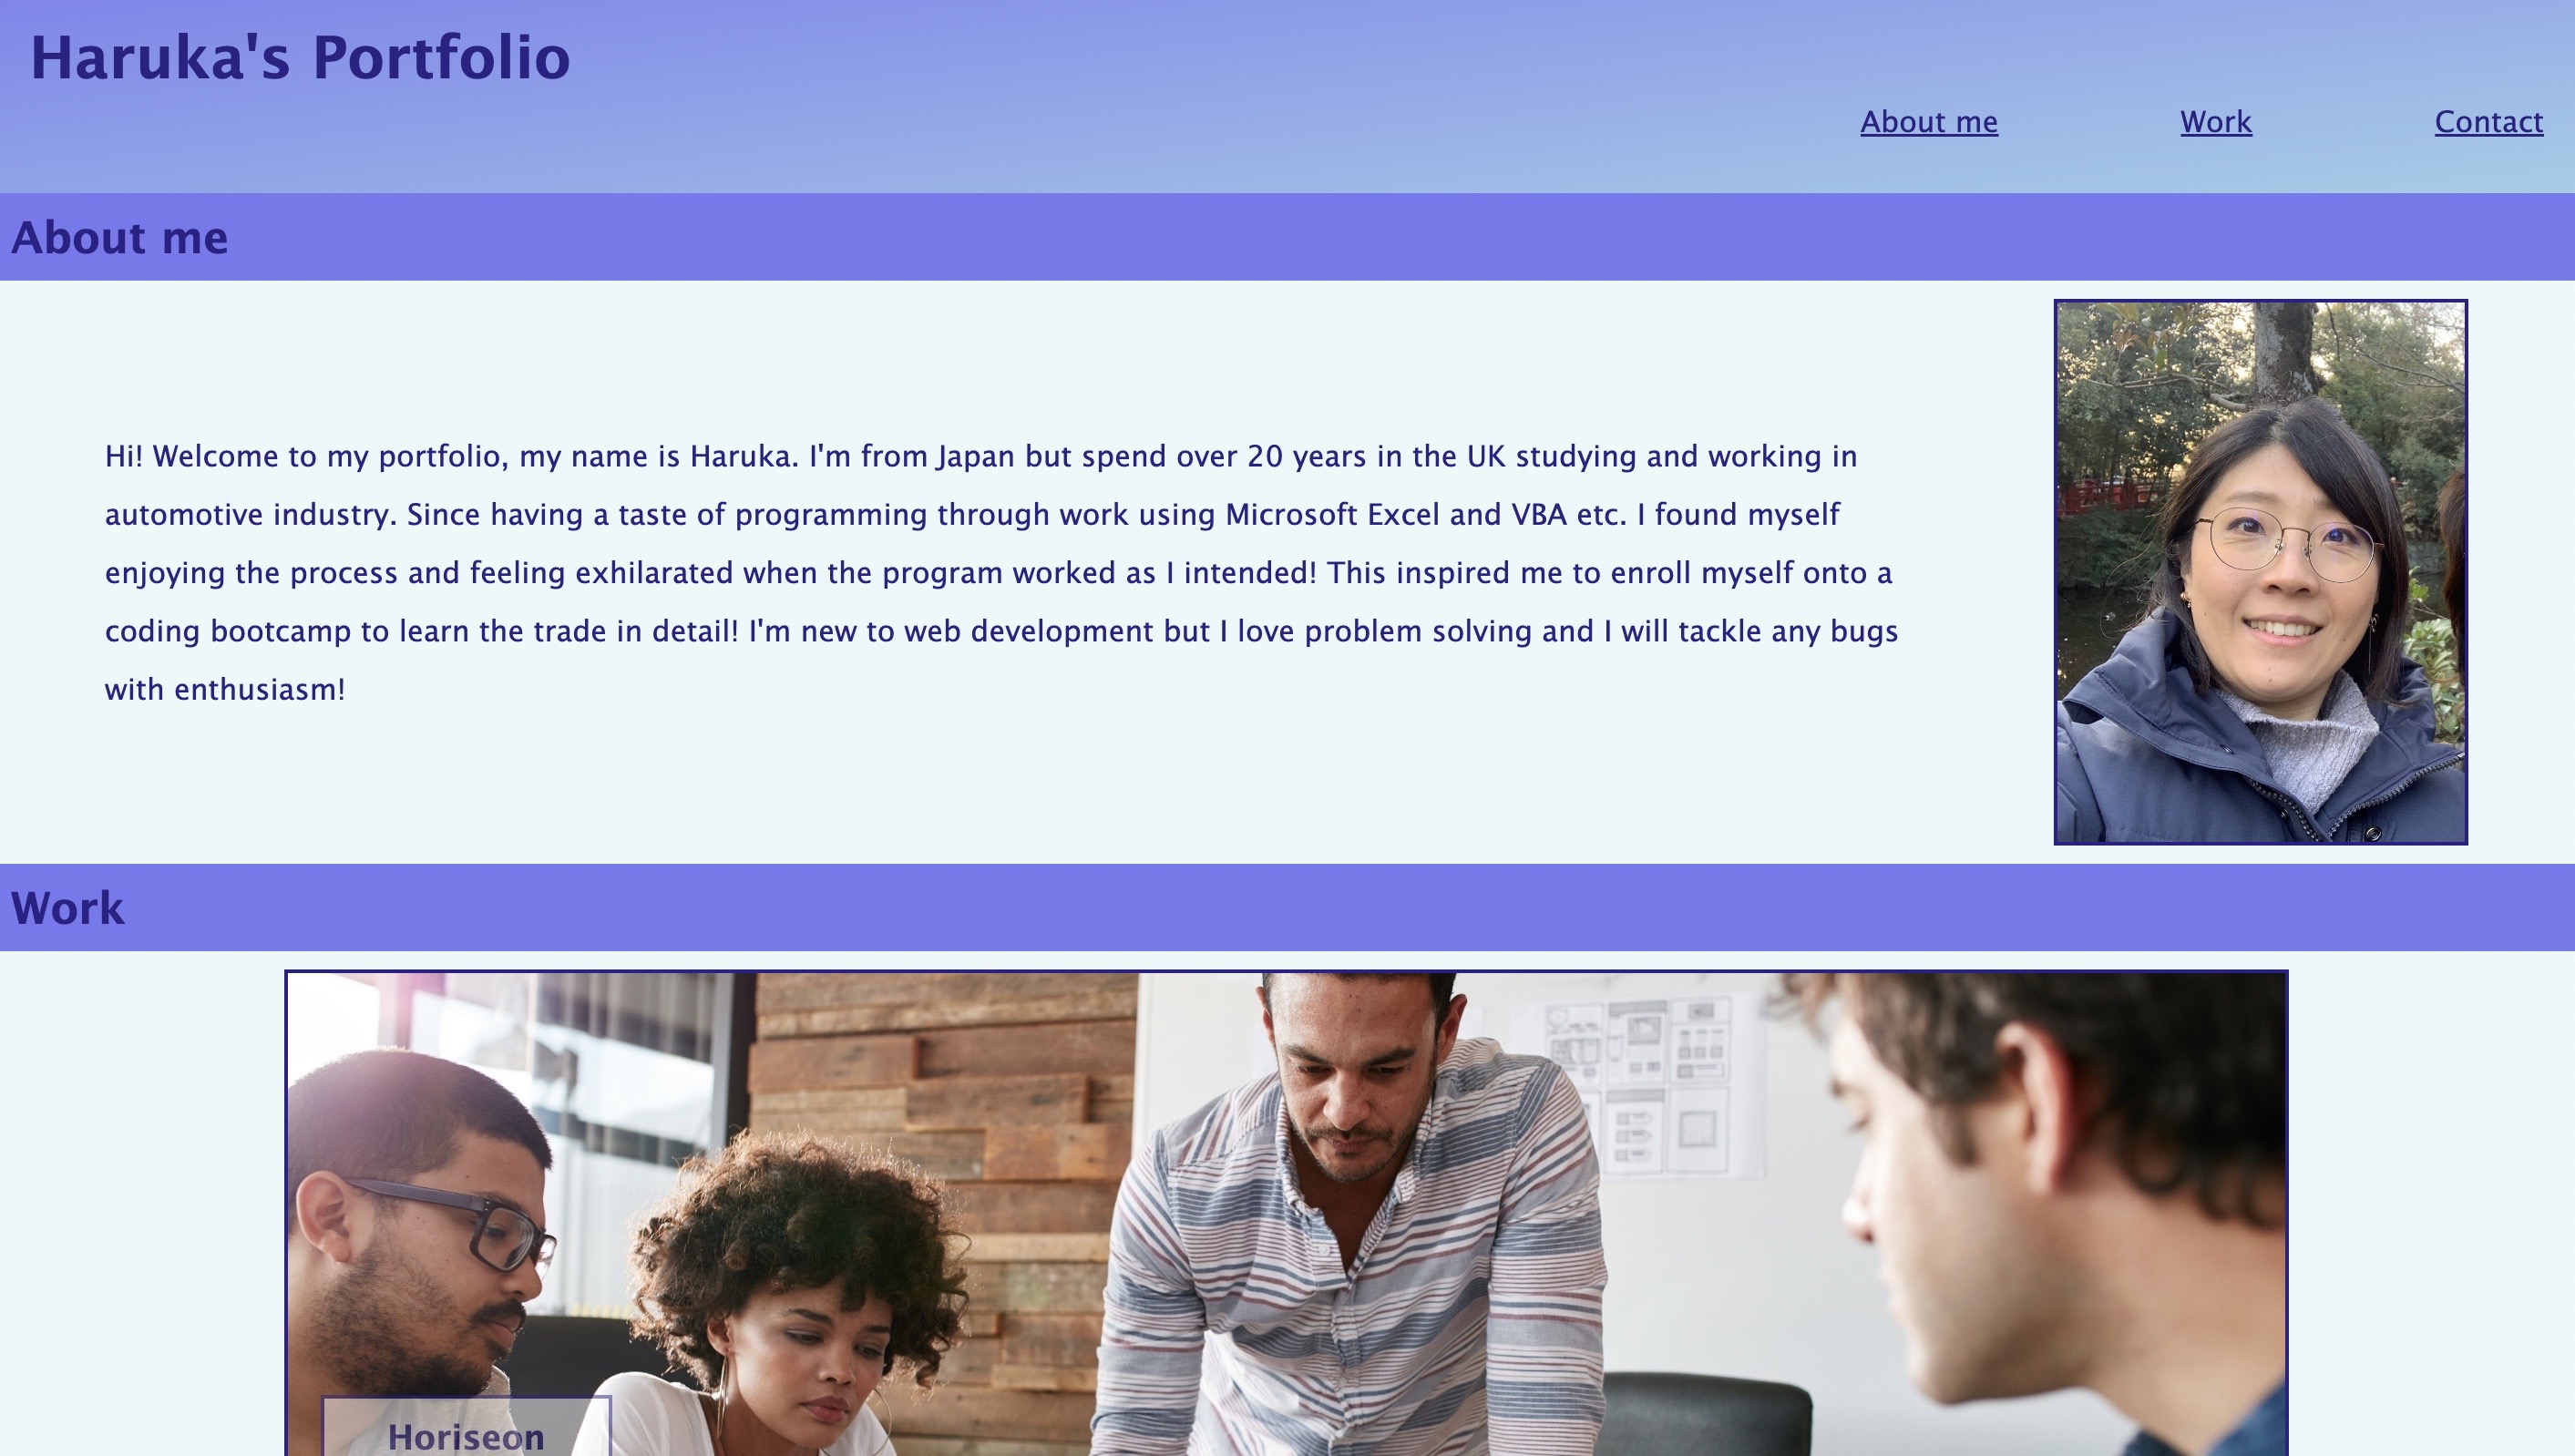 Haruka's Portfolio
About me
Work
Contact
About me
Hi! Welcome to my portfolio, my name is Haruka. I'm from Japan but spend over 20 years in the UK studying and working in
automotive industry. Since having a taste of programming through work using Microsoft Excel and VBA etc. I found myself
enjoying the process and feeling exhilarated when the program worked as I intended! This inspired me to enroll myself onto a
coding bootcamp to learn the trade in detail! I'm new to web development but I love problem solving and I will tackle any bugs
with enthusiasm!
Work
Horiseon